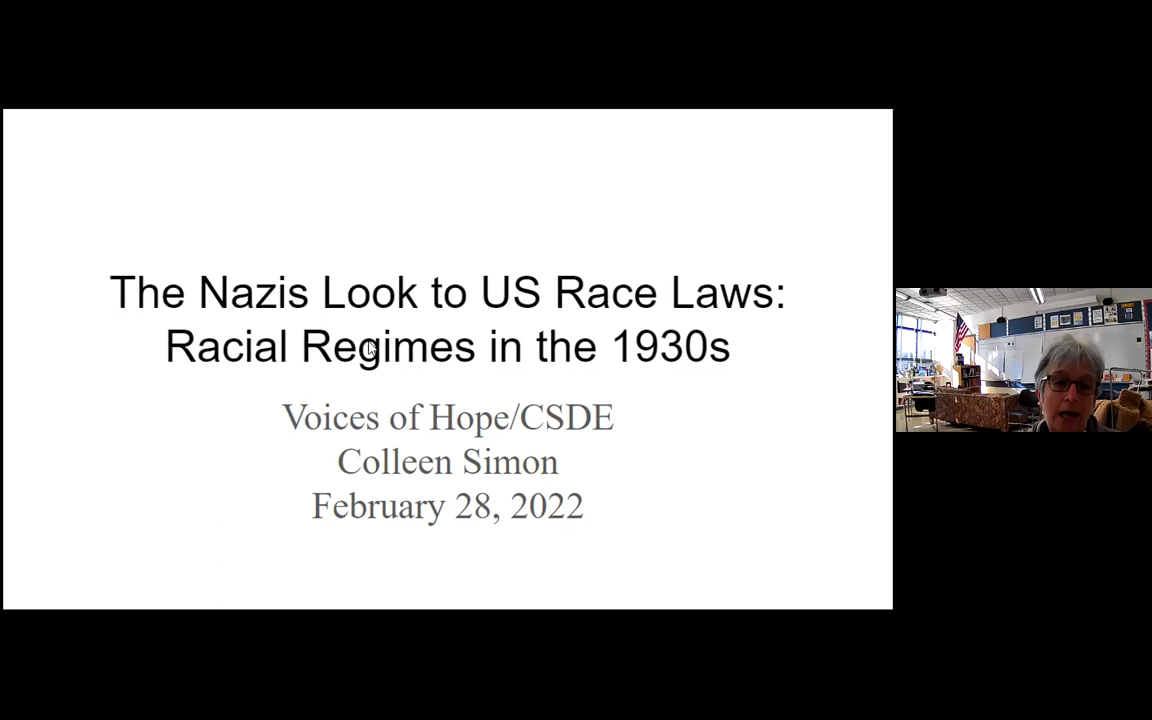 The Nazis Look to US Race Laws:
Racial Regimes in the 1930s
Voices of Hope/CSDE
Colleen Simon
February 28, 2022